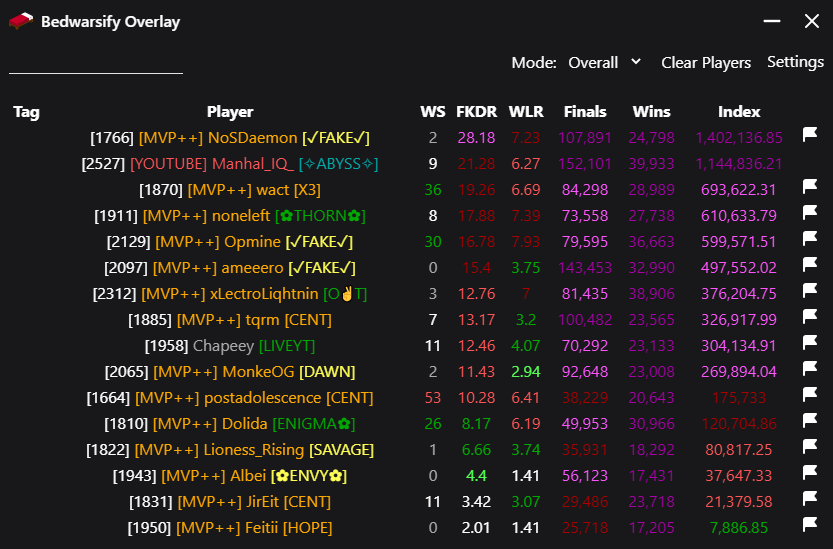 Bedwarsify Overlay
Mode: Overall Clear Players Settings
Tag Player WS FKDR WLR Finals Wins Index
[1766] [MVP++] NoSDaemon [✓FAKE✓] 2 28.18 7.23 107,891 24,798 1,402,136.85
[2527] [YOUTUBE] Manhal_IQ_ [✧ABYSS✧] 9 21.28 6.27 152,101 39,933 1,144,836.21
[1870] [MVP++] wact [X3] 36 19.26 6.69 84,298 28,989 693,622.31
[1911] [MVP++] noneleft [✿THORN✿] 8 17.88 7.39 73,558 27,738 610,633.79
[2129] [MVP++] Opmine [✓FAKE✓] 30 16.78 7.93 79,595 36,663 599,571.51
[2097] [MVP++] ameeero [✓FAKE✓] 0 15.4 3.75 143,453 32,990 497,552.02
[2312] [MVP++] xLectroLiqhtnin [O✌T] 3 12.76 7 81,435 38,906 376,204.75
[1885] [MVP++] tqrm [CENT] 7 13.17 3.2 100,482 23,565 326,917.99
[1958] Chapeey [LIVEYT] 11 12.46 4.07 70,292 23,133 304,134.91
[2065] [MVP++] MonkeOG [DAWN] 2 11.43 2.94 92,648 23,008 269,894.04
[1664] [MVP++] postadolescence [CENT] 53 10.28 6.41 38,229 20,643 175,733
[1810] [MVP++] Dolida [ENIGMA✿] 26 8.17 6.19 49,953 30,966 120,704.86
[1822] [MVP++] Lioness_Rising [SAVAGE] 1 6.66 3.74 35,931 18,292 80,817.25
[1943] [MVP++] Albei [✿ENVY✿] 0 4.4 1.41 56,123 17,431 37,647.33
[1831] [MVP++] JirEit [CENT] 11 3.42 3.07 29,486 23,718 21,379.58
[1950] [MVP++] Feitii [HOPE] 0 2.01 1.41 25,718 17,205 7,886.85